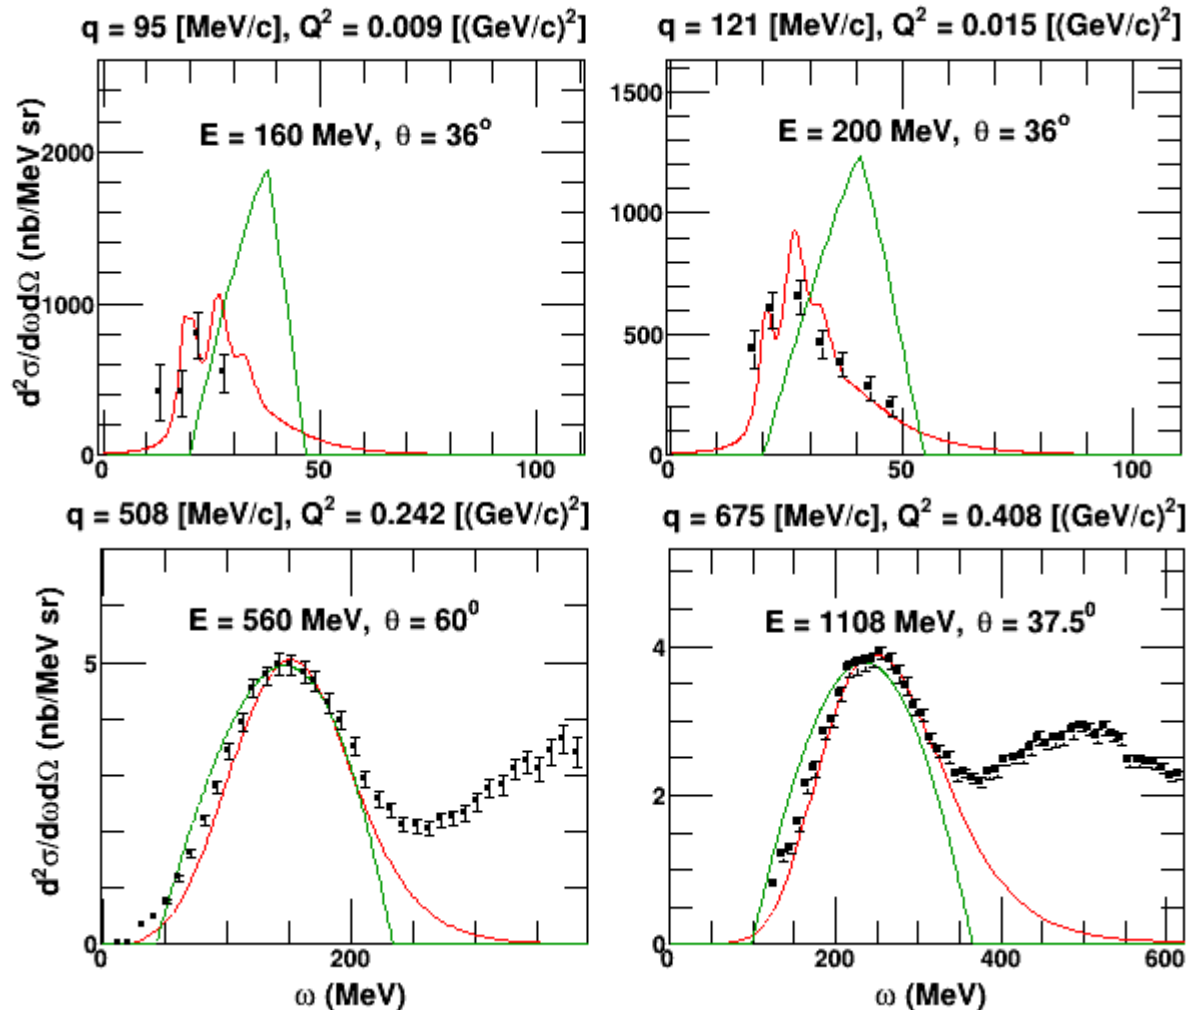 q = 95 [MeV/c], Q² = 0.009 [(GeV/c)²]
q = 121 [MeV/c], Q² = 0.015 [(GeV/c)²]
d²σ/dωdΩ (nb/MeV sr)
E = 160 MeV, θ = 36°
2000
1000
0
0
50
100
E = 200 MeV, θ = 36°
1500
1000
500
0
0
50
100
q = 508 [MeV/c], Q² = 0.242 [(GeV/c)²]
q = 675 [MeV/c], Q² = 0.408 [(GeV/c)²]
d²σ/dωdΩ (nb/MeV sr)
E = 560 MeV, θ = 60⁰
5
0
0
200
ω (MeV)
E = 1108 MeV, θ = 37.5⁰
4
2
0
200
400
600
ω (MeV)